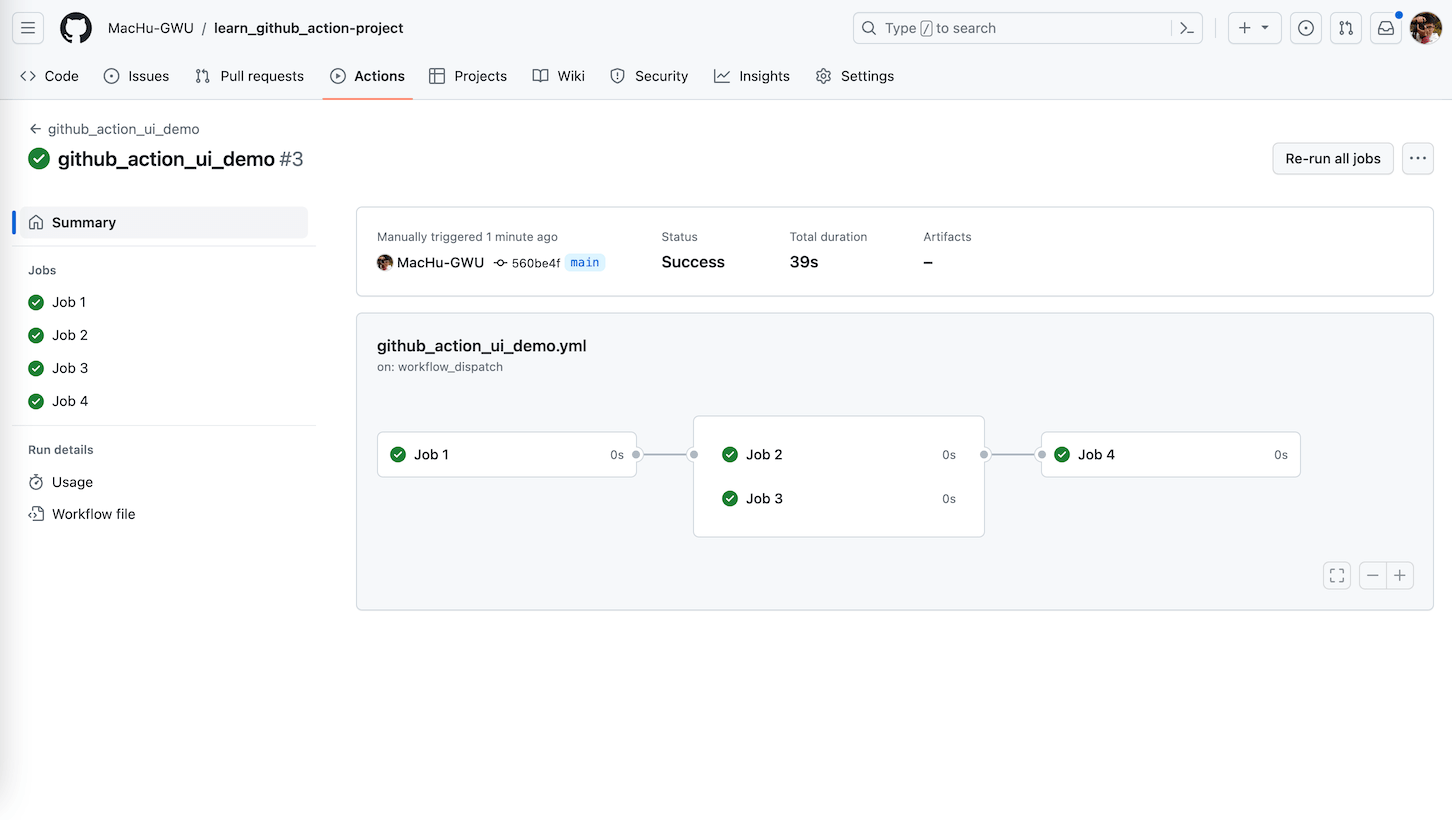 MacHu-GWU / learn_github_action-project
Type / to search
Code Issues Pull requests Actions Projects Wiki Security Insights Settings
github_action_ui_demo
github_action_ui_demo #3
Re-run all jobs
Summary
Jobs
Job 1
Job 2
Job 3
Job 4
Run details
Usage
Workflow file
Manually triggered 1 minute ago
MacHu-GWU 560be4f main
Status
Success
Total duration
39s
Artifacts
–
github_action_ui_demo.yml
on: workflow_dispatch
Job 1 0s
Job 2 0s
Job 3 0s
Job 4 0s